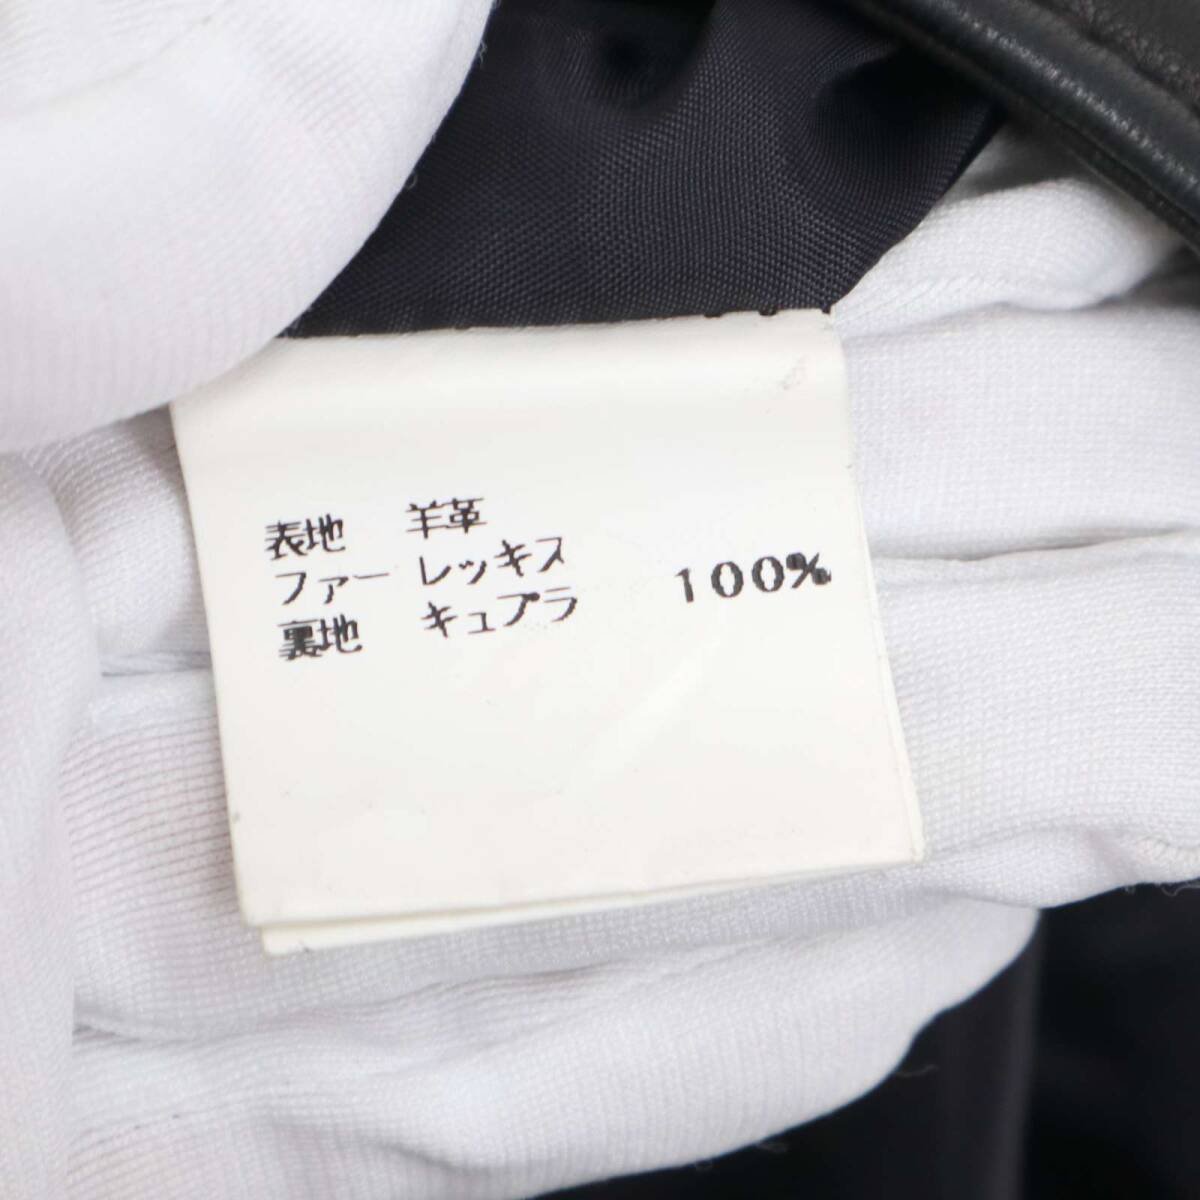 表地 羊革
ファー レッキス
裏地 キュプラ 100%